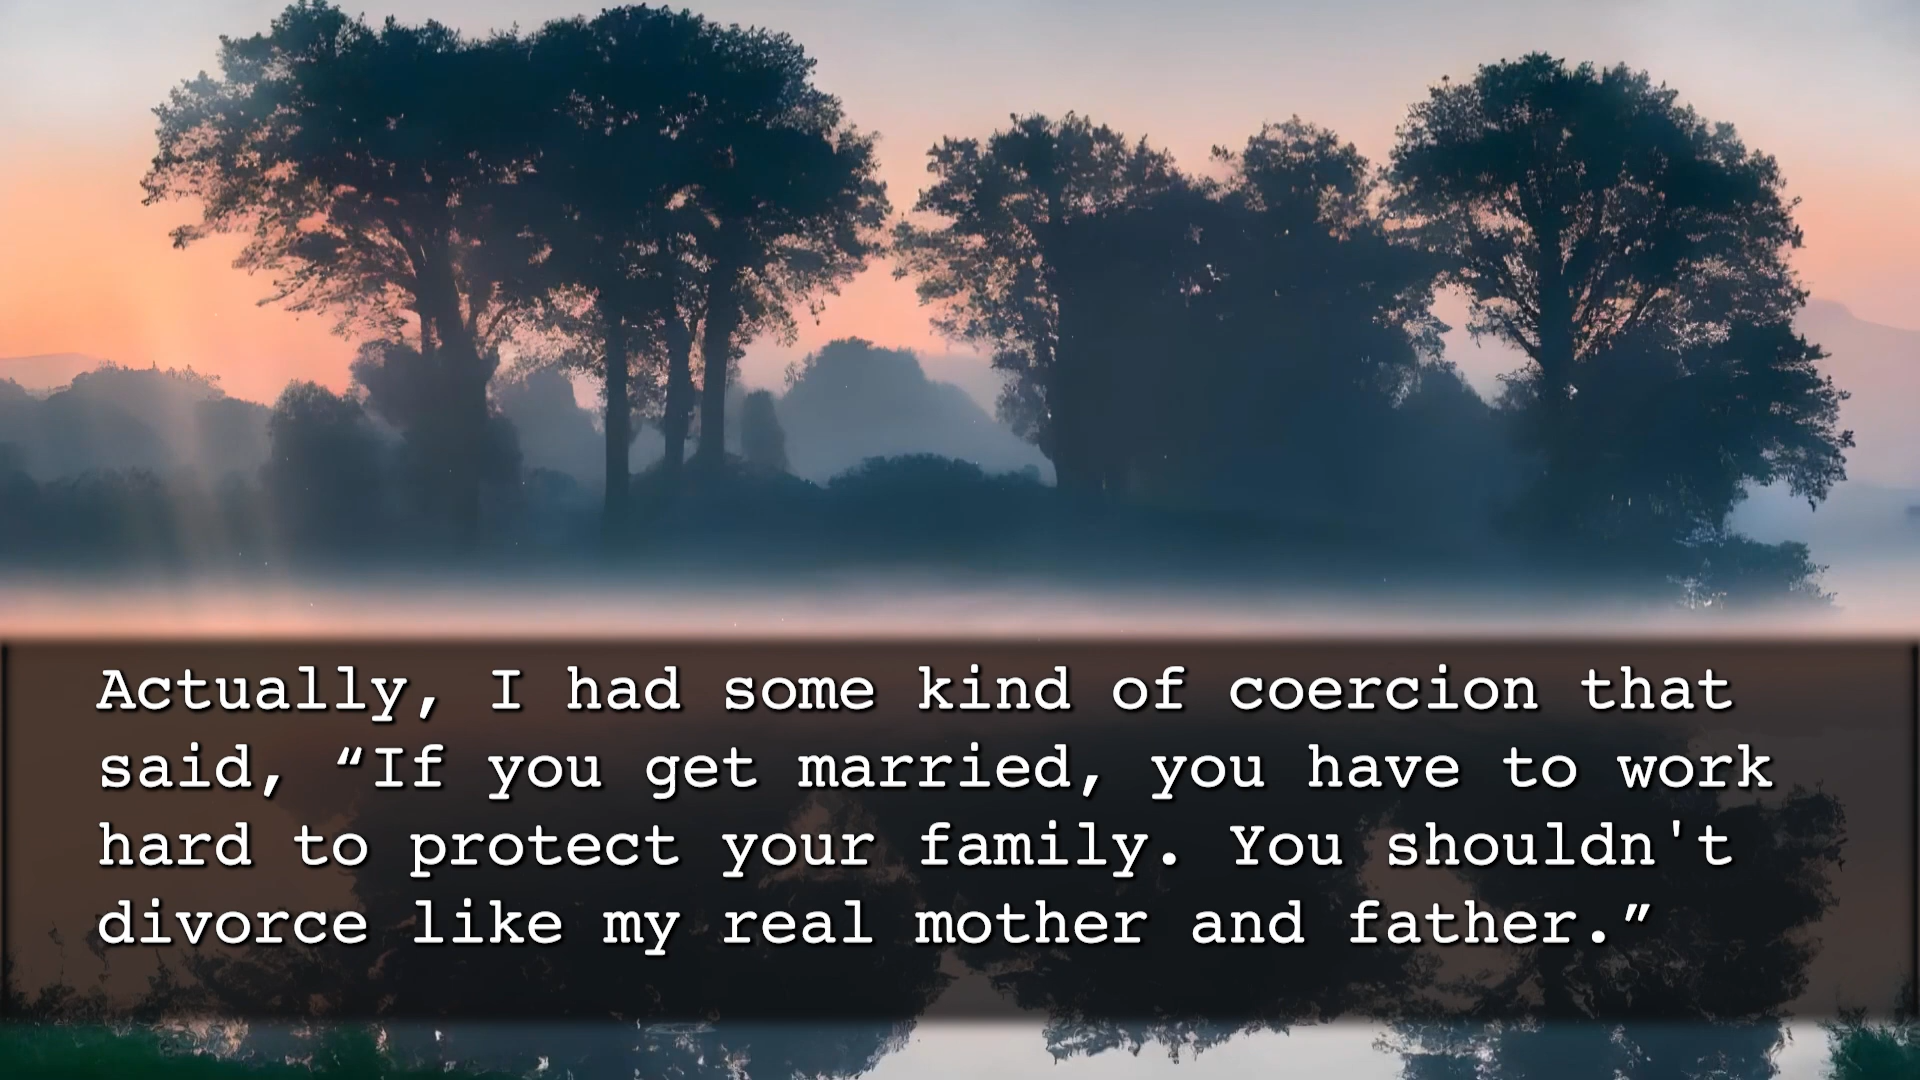 Actually, I had some kind of coercion that
said, “If you get married, you have to work
hard to protect your family. You shouldn't
divorce like my real mother and father.”